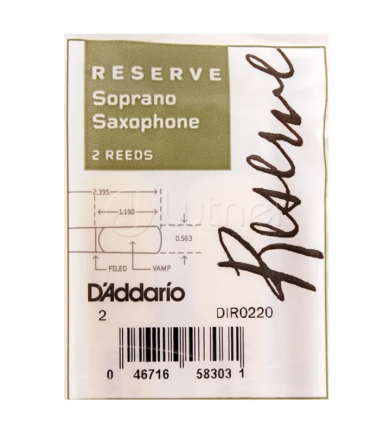 RESERVE
Soprano
Saxophone
2 REEDS
Reserve
2.395
1.190
0.563
FILED VAMP
D'Addario
2 DIR0220
0 46716 58303 1